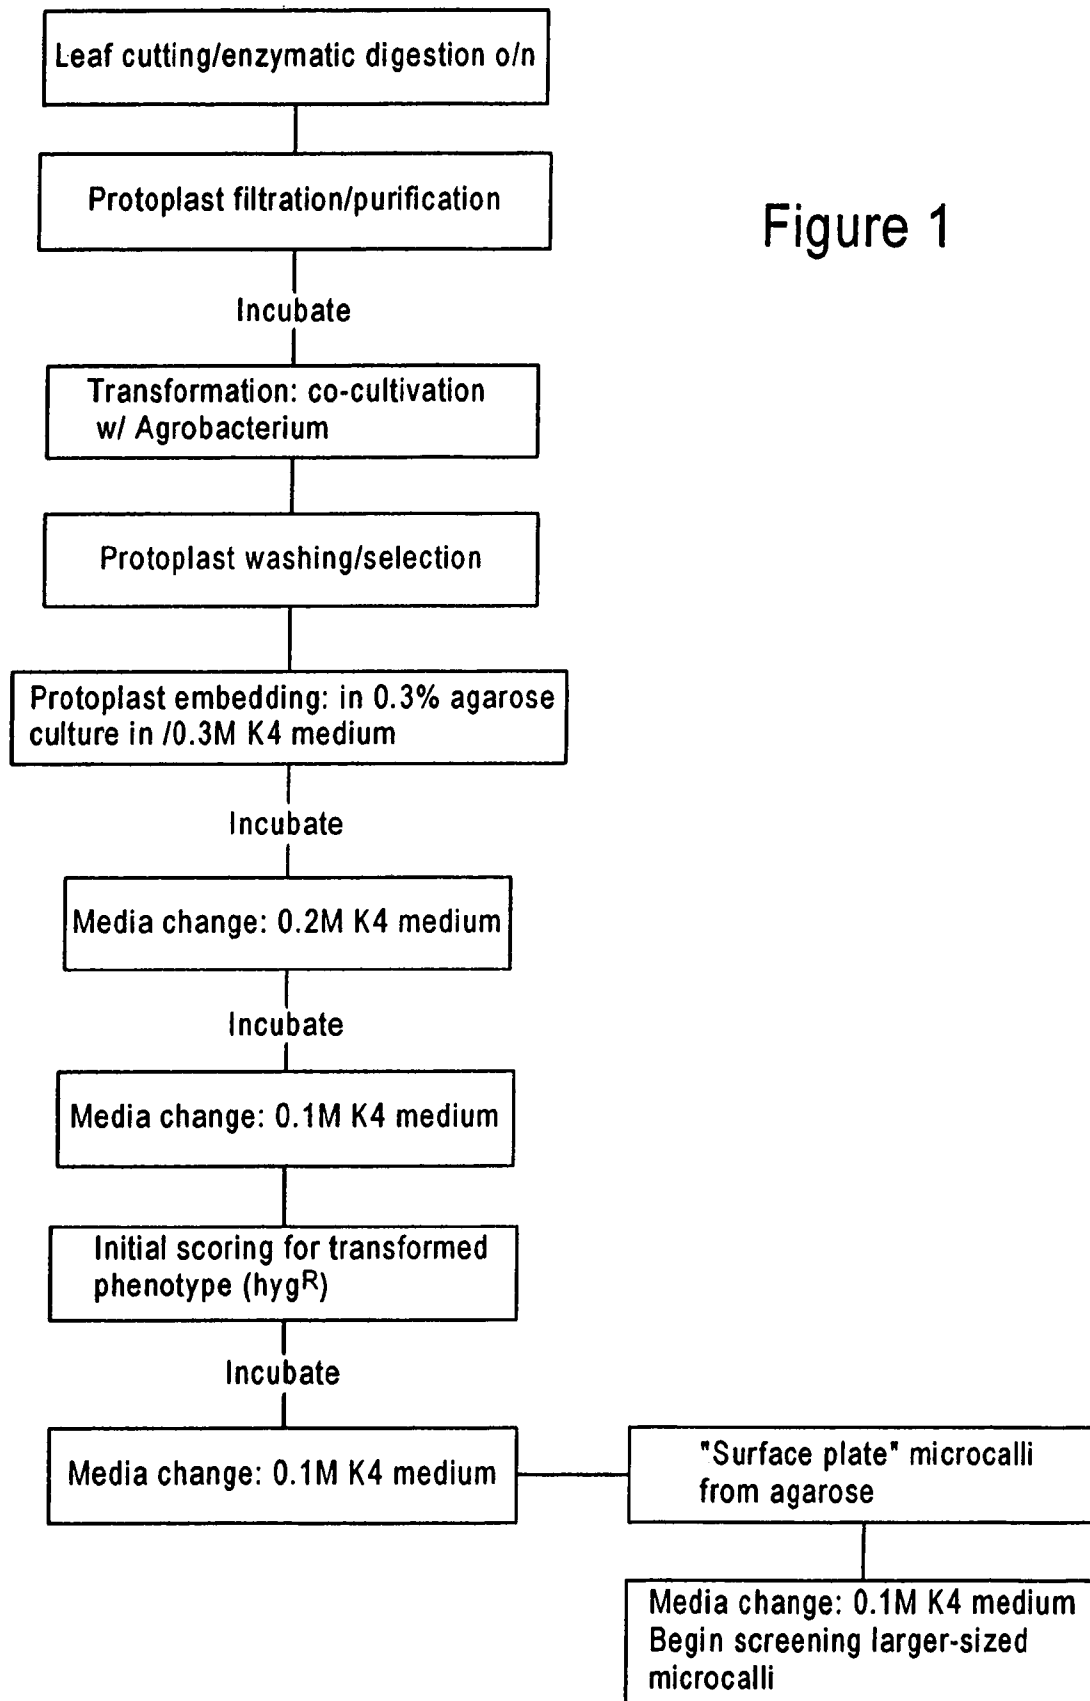 Leaf cutting/enzymatic digestion o/n
Protoplast filtration/purification
Figure 1
Incubate
Transformation: co-cultivation
w/ Agrobacterium
Protoplast washing/selection
Protoplast embedding: in 0.3% agarose
culture in /0.3M K4 medium
Incubate
Media change: 0.2M K4 medium
Incubate
Media change: 0.1M K4 medium
Initial scoring for transformed
phenotype (hygR)
Incubate
Media change: 0.1M K4 medium
"Surface plate" microcalli
from agarose
Media change: 0.1M K4 medium
Begin screening larger-sized
microcalli